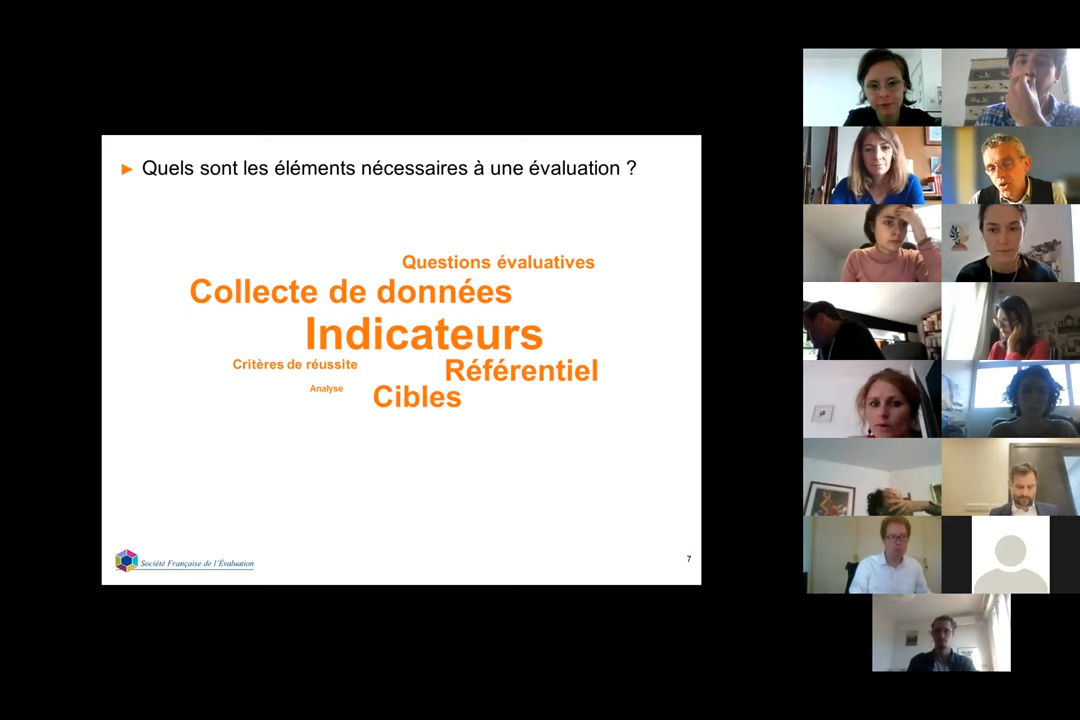 ► Quels sont les éléments nécessaires à une évaluation ?
Questions évaluatives
Collecte de données
Indicateurs
Critères de réussite
Référentiel
Analyse
Cibles
Société Française de l'Évaluation
7